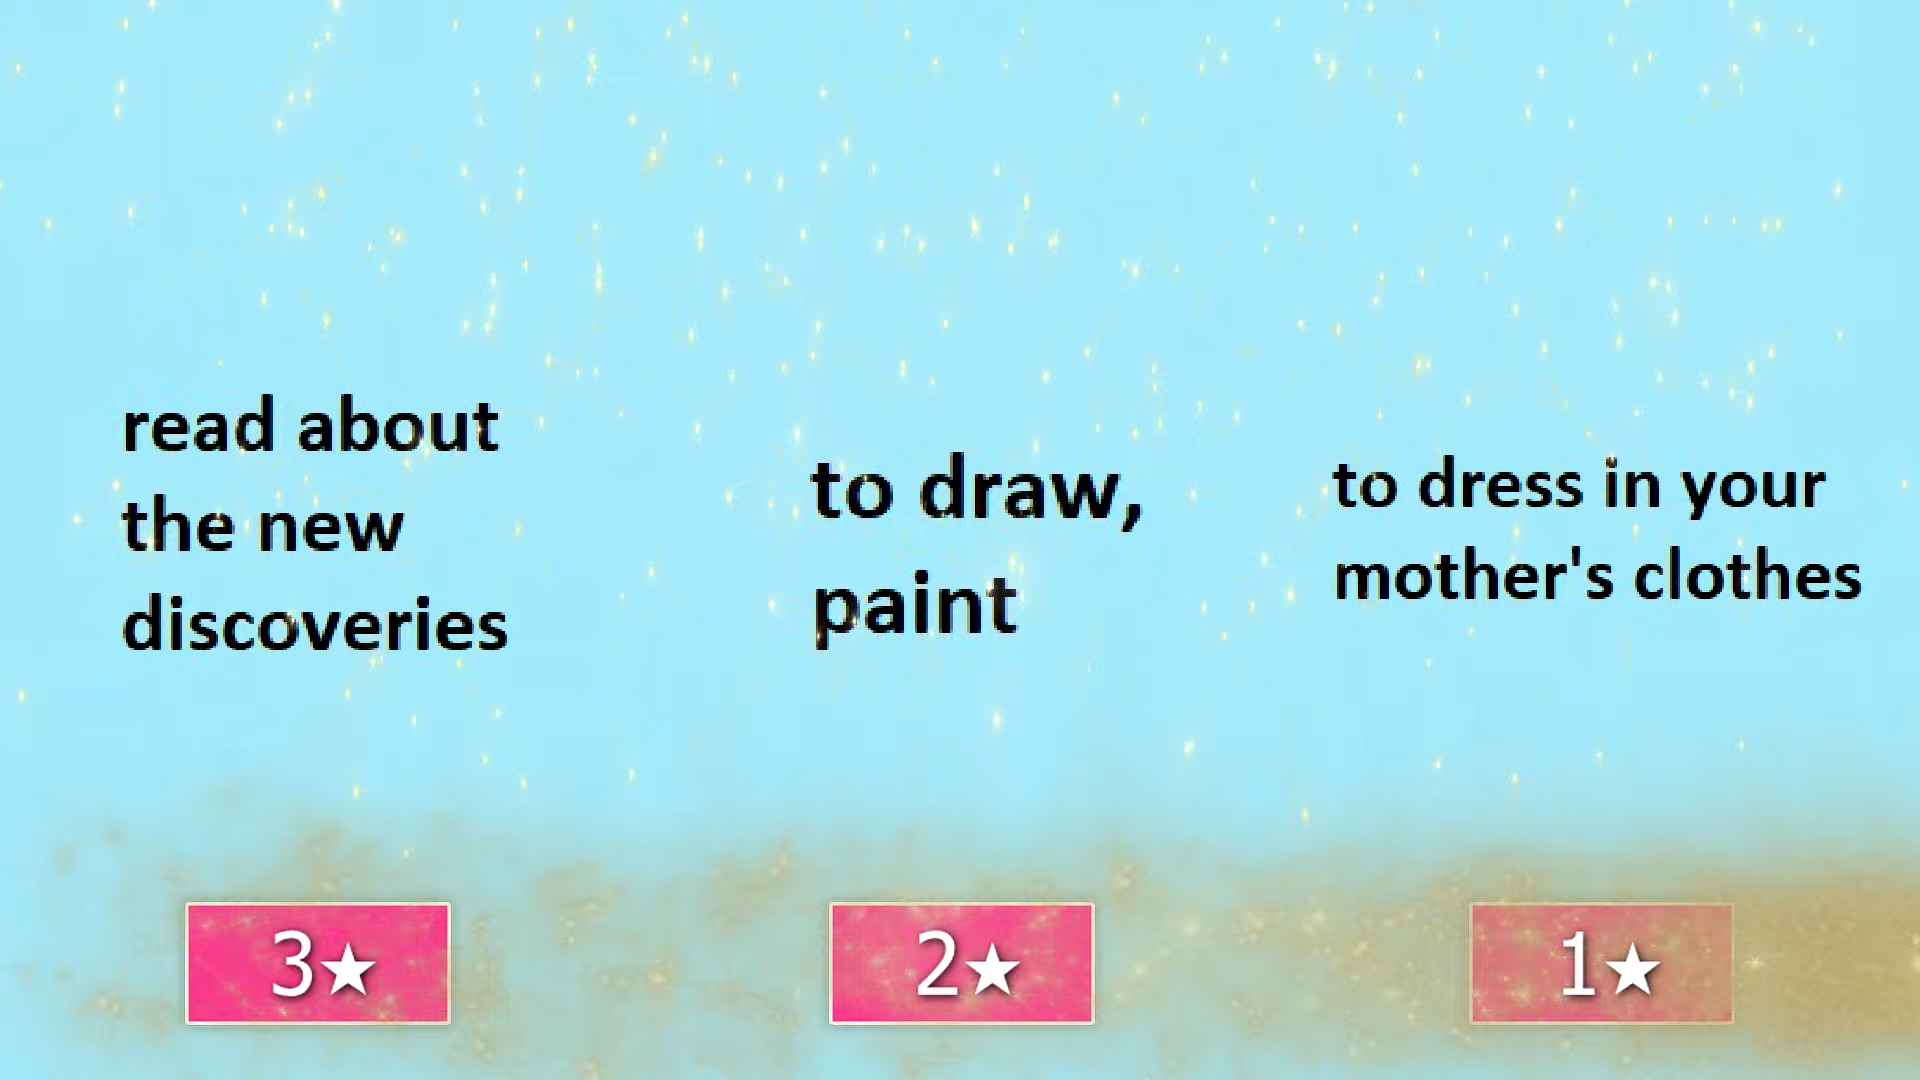 read about
the new
discoveries
to draw,
paint
to dress in your
mother's clothes
3★
2★
1★